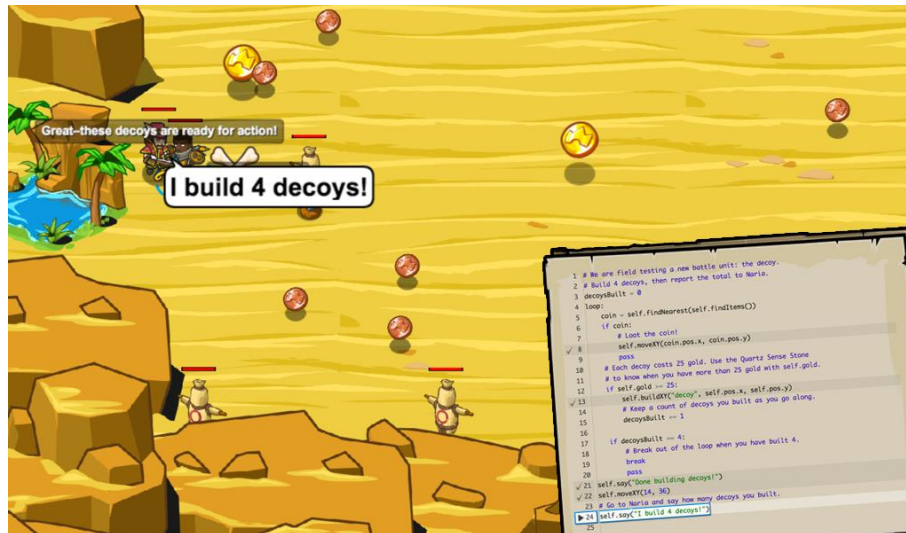 Great–these decoys are ready for action!
I build 4 decoys!
1 # We are field testing a new battle unit: the decoy.
2 # Build 4 decoys, then report the total to Naria.
3 decoysBuilt = 0
4 loop:
5 coin = self.findNearest(self.findItems())
6 if coin:
7 # Loot the coin!
8 self.moveXY(coin.pos.x, coin.pos.y)
9 pass
10 # Each decoy costs 25 gold. Use the Quartz Sense Stone
11 # to know when you have more than 25 gold with self.gold.
12 if self.gold >= 25:
13 self.buildXY("decoy", self.pos.x, self.pos.y)
14 # Keep a count of decoys you built as you go along.
15 decoysBuilt += 1
16
17 if decoysBuilt == 4:
18 # Break out of the loop when you have built 4.
19 break
20 pass
21 self.say("Done building decoys!")
22 self.moveXY(14, 36)
23 # Go to Naria and say how many decoys you built.
24 self.say("I build 4 decoys!")
25